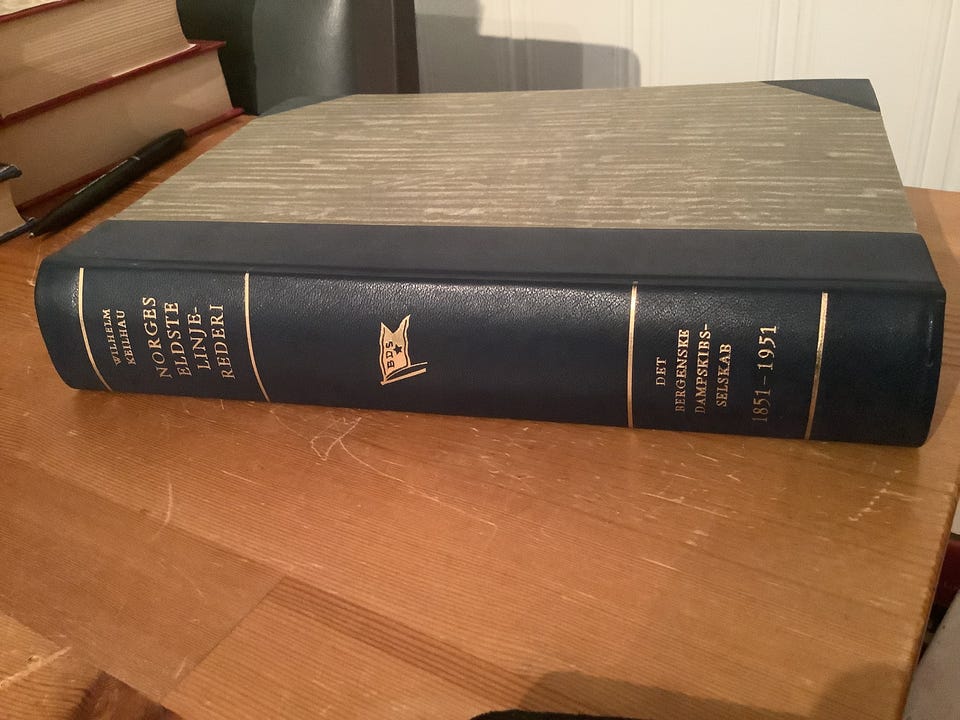 WILHELM
KEILHAU
NORGES
ELDSTE
LINJE-
REDERI
BDS
DET
BERGENSKE
DAMPSKIBS-
SELSKAB
1851-1951